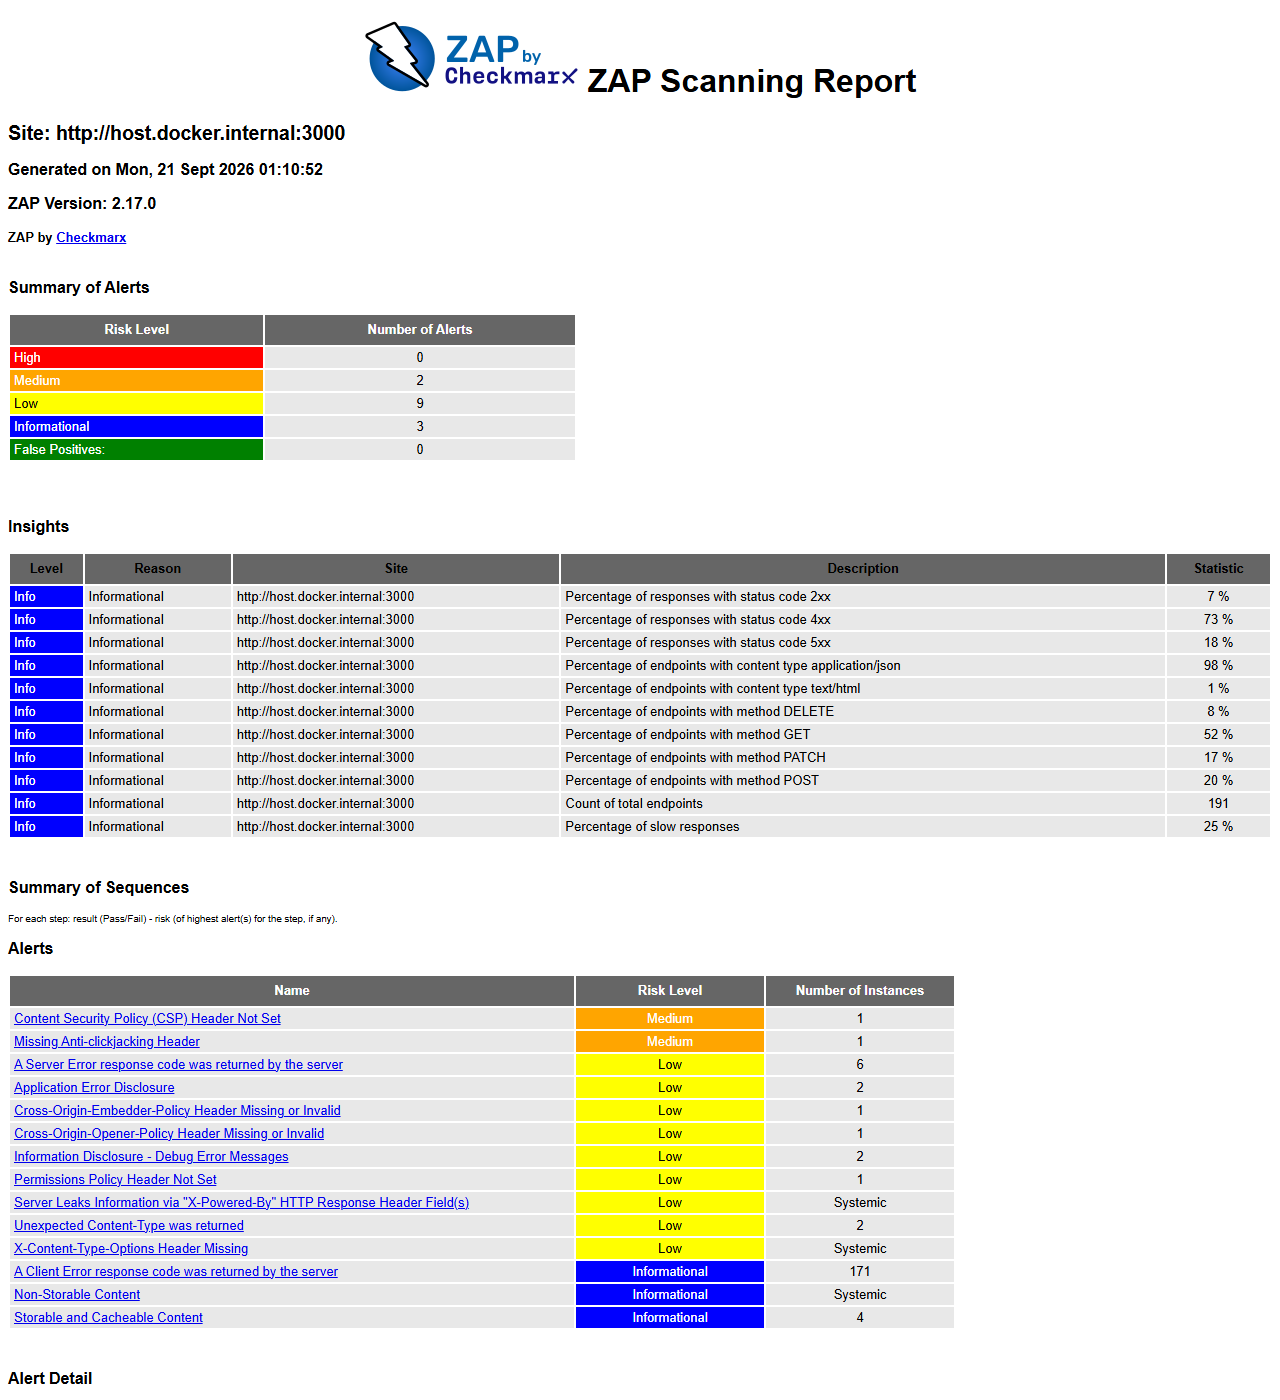 ZAP by
Checkmarx ZAP Scanning Report
Site: http://host.docker.internal:3000
Generated on Mon, 21 Sept 2026 01:10:52
ZAP Version: 2.17.0
ZAP by Checkmarx
Summary of Alerts
Risk Level Number of Alerts
High 0
Medium 2
Low 9
Informational 3
False Positives: 0
Insights
Level Reason Site Description Statistic
Info Informational http://host.docker.internal:3000 Percentage of responses with status code 2xx 7 %
Info Informational http://host.docker.internal:3000 Percentage of responses with status code 4xx 73 %
Info Informational http://host.docker.internal:3000 Percentage of responses with status code 5xx 18 %
Info Informational http://host.docker.internal:3000 Percentage of endpoints with content type application/json 98 %
Info Informational http://host.docker.internal:3000 Percentage of endpoints with content type text/html 1 %
Info Informational http://host.docker.internal:3000 Percentage of endpoints with method DELETE 8 %
Info Informational http://host.docker.internal:3000 Percentage of endpoints with method GET 52 %
Info Informational http://host.docker.internal:3000 Percentage of endpoints with method PATCH 17 %
Info Informational http://host.docker.internal:3000 Percentage of endpoints with method POST 20 %
Info Informational http://host.docker.internal:3000 Count of total endpoints 191
Info Informational http://host.docker.internal:3000 Percentage of slow responses 25 %
Summary of Sequences
For each step: result (Pass/Fail) - risk (of highest alert(s) for the step, if any).
Alerts
Name Risk Level Number of Instances
Content Security Policy (CSP) Header Not Set Medium 1
Missing Anti-clickjacking Header Medium 1
A Server Error response code was returned by the server Low 6
Application Error Disclosure Low 2
Cross-Origin-Embedder-Policy Header Missing or Invalid Low 1
Cross-Origin-Opener-Policy Header Missing or Invalid Low 1
Information Disclosure - Debug Error Messages Low 2
Permissions Policy Header Not Set Low 1
Server Leaks Information via "X-Powered-By" HTTP Response Header Field(s) Low Systemic
Unexpected Content-Type was returned Low 2
X-Content-Type-Options Header Missing Low Systemic
A Client Error response code was returned by the server Informational 171
Non-Storable Content Informational Systemic
Storable and Cacheable Content Informational 4
Alert Detail